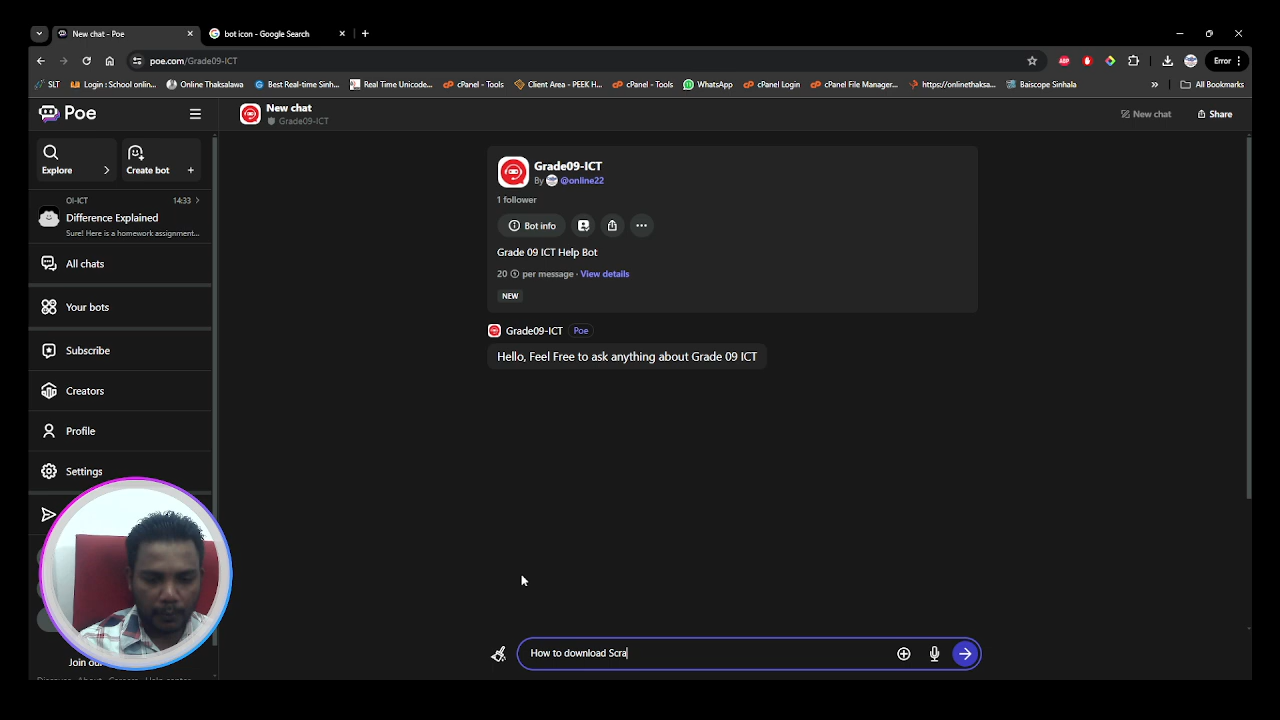 New chat - Poe
bot icon - Google Search
poe.com/Grade09-ICT
Error
SLT
Login : School onlin...
Online Thaksalawa
Best Real-time Sinh...
Real Time Unicode...
cPanel - Tools
Client Area - PEEK H...
cPanel - Tools
WhatsApp
cPanel Login
cPanel File Manager...
https://onlinethaksa...
Baiscope Sinhala
»
All Bookmarks
Poe
New chat
Grade09-ICT
New chat
Share
Explore
Create bot
OI-ICT
14:33
Difference Explained
Sure! Here is a homework assignment...
All chats
Your bots
Subscribe
Creators
Profile
Settings
Join ou
Grade09-ICT
By @online22
1 follower
Bot info
Grade 09 ICT Help Bot
20 per message · View details
NEW
Grade09-ICT Poe
Hello, Feel Free to ask anything about Grade 09 ICT
How to download Scra